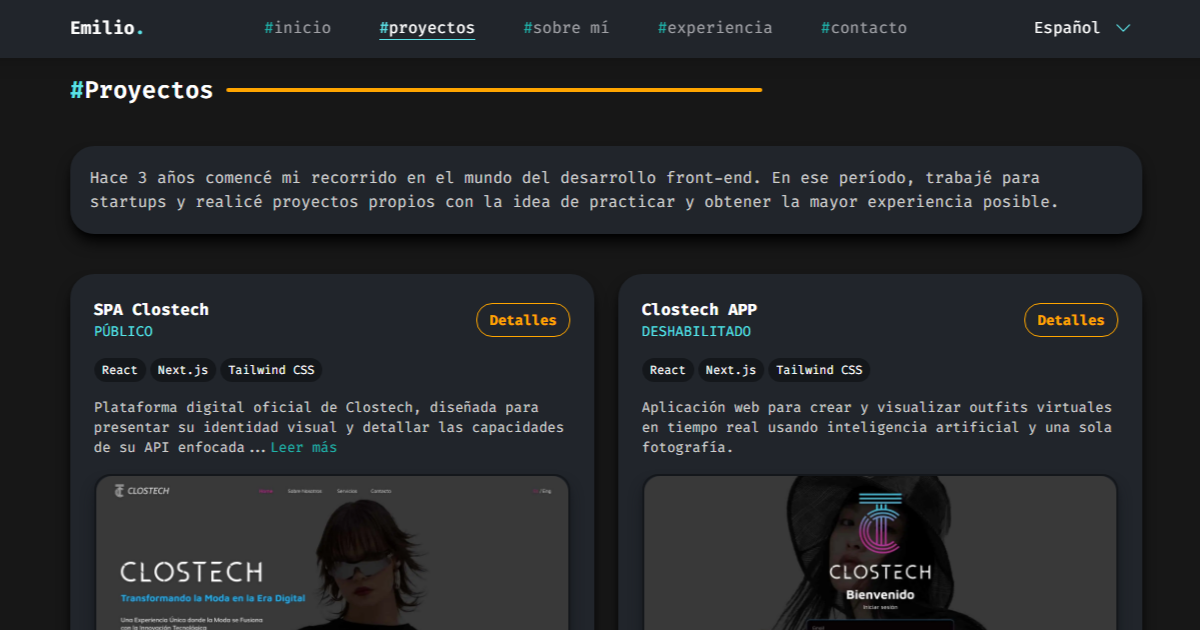 Emilio.
#inicio
#proyectos
#sobre mí
#experiencia
#contacto
Español
#Proyectos
Hace 3 años comencé mi recorrido en el mundo del desarrollo front-end. En ese período, trabajé para
startups y realicé proyectos propios con la idea de practicar y obtener la mayor experiencia posible.
SPA Clostech
PÚBLICO
Detalles
React
Next.js
Tailwind CSS
Plataforma digital oficial de Clostech, diseñada para
presentar su identidad visual y detallar las capacidades
de su API enfocada... Leer más
CLOSTECH
Sobre Nosotros
Servicios
Contacto
/Eng
CLOSTECH
Transformando la Moda en la Era Digital
Una Experiencia Única donde la Moda se Fusiona
con la Innovación Tecnológica
Clostech APP
DESHABILITADO
Detalles
React
Next.js
Tailwind CSS
Aplicación web para crear y visualizar outfits virtuales
en tiempo real usando inteligencia artificial y una sola
fotografía.
CLOSTECH
Bienvenido
Iniciar sesión